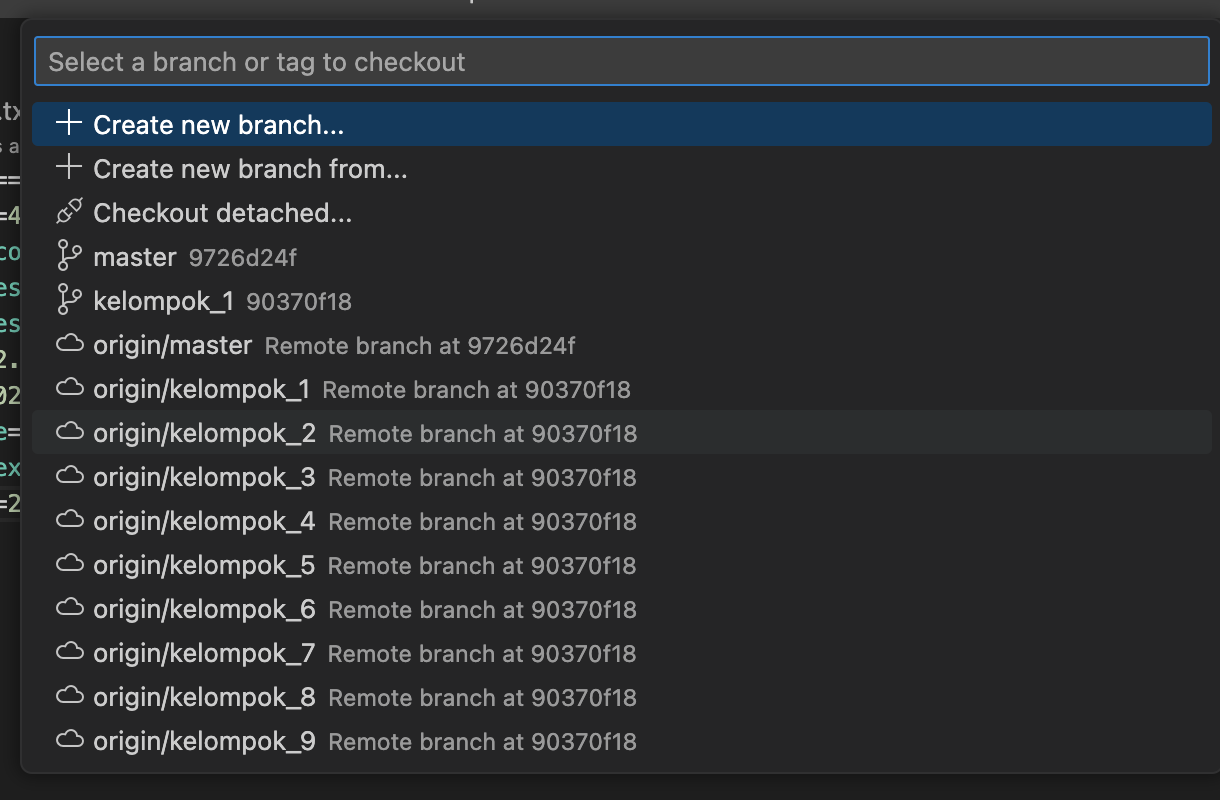 Select a branch or tag to checkout
Create new branch...
Create new branch from...
Checkout detached...
master 9726d24f
kelompok_1 90370f18
origin/master Remote branch at 9726d24f
origin/kelompok_1 Remote branch at 90370f18
origin/kelompok_2 Remote branch at 90370f18
origin/kelompok_3 Remote branch at 90370f18
origin/kelompok_4 Remote branch at 90370f18
origin/kelompok_5 Remote branch at 90370f18
origin/kelompok_6 Remote branch at 90370f18
origin/kelompok_7 Remote branch at 90370f18
origin/kelompok_8 Remote branch at 90370f18
origin/kelompok_9 Remote branch at 90370f18